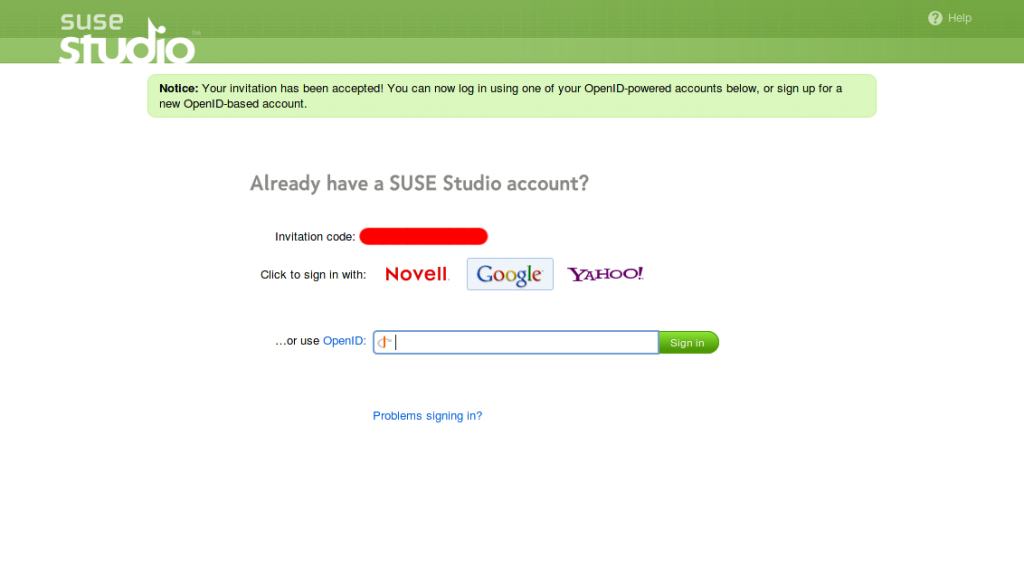 suse
studio
Help
Notice: Your invitation has been accepted! You can now log in using one of your OpenID-powered accounts below, or sign up for a
new OpenID-based account.
Already have a SUSE Studio account?
Invitation code:
Click to sign in with: Novell. Google YAHOO!
...or use OpenID: Sign in
Problems signing in?